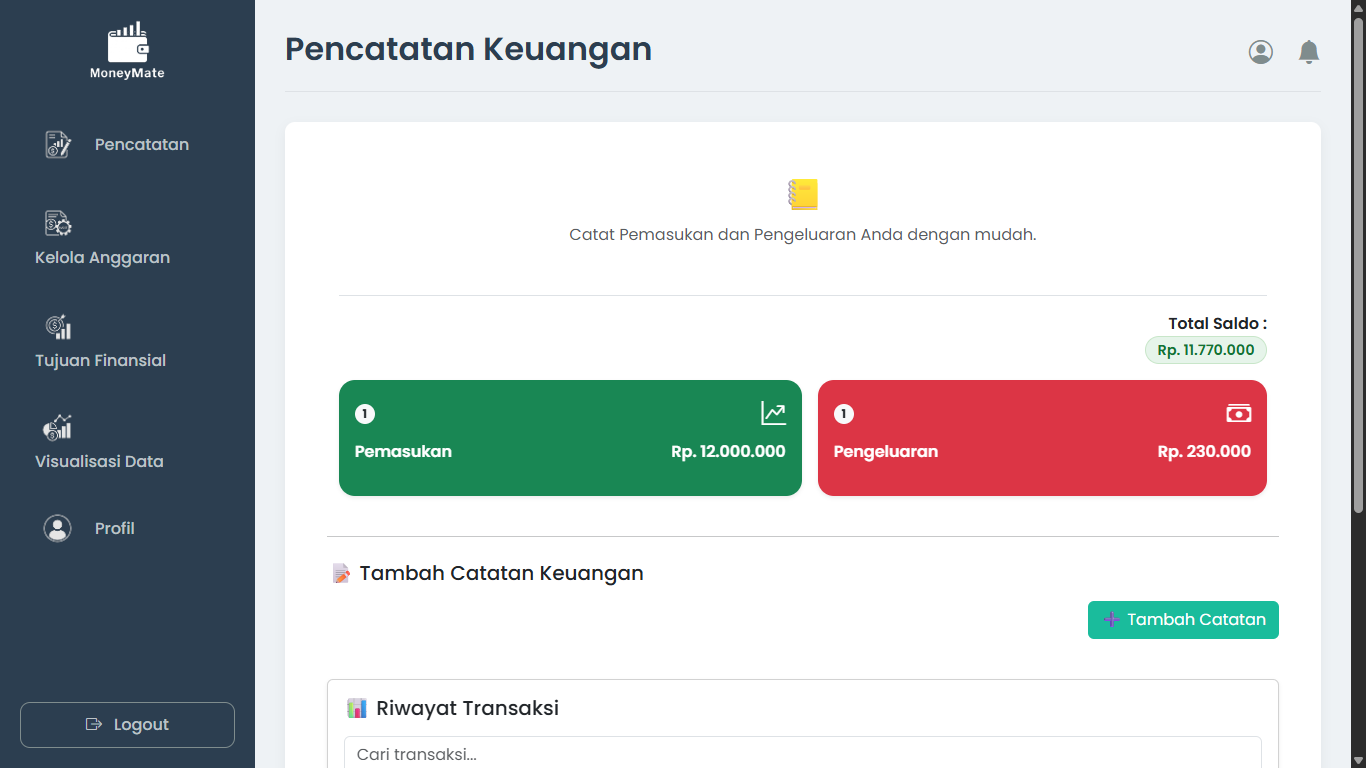 MoneyMate
Pencatatan
Kelola Anggaran
Tujuan Finansial
Visualisasi Data
Profil
Logout
Pencatatan Keuangan
Catat Pemasukan dan Pengeluaran Anda dengan mudah.
Total Saldo :
Rp. 11.770.000
1
Pemasukan Rp. 12.000.000
1
Pengeluaran Rp. 230.000
Tambah Catatan Keuangan
Tambah Catatan
Riwayat Transaksi
Cari transaksi...